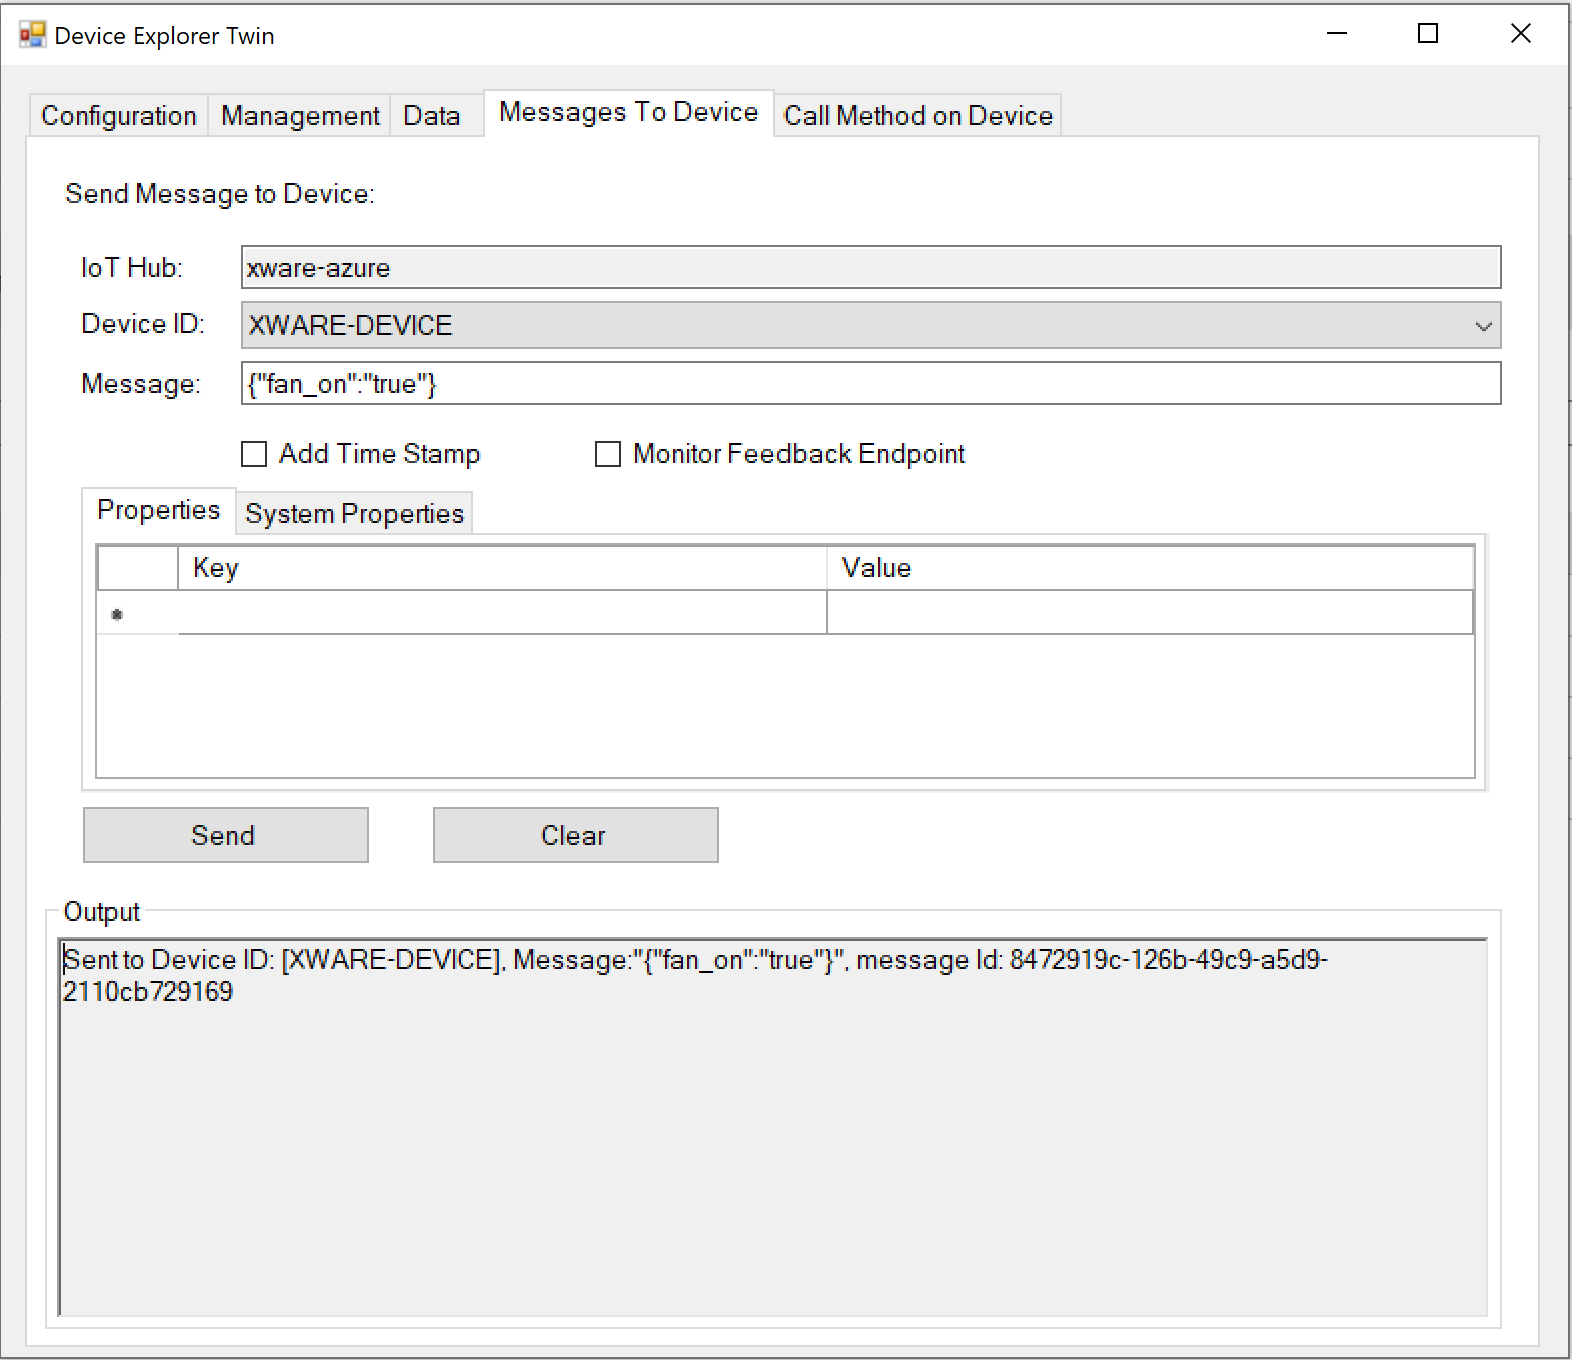 Device Explorer Twin
Configuration Management Data Messages To Device Call Method on Device
Send Message to Device:
IoT Hub: xware-azure
Device ID: XWARE-DEVICE
Message: {"fan_on":"true"}
Add Time Stamp Monitor Feedback Endpoint
Properties System Properties
Key Value
Send Clear
Output
Sent to Device ID: [XWARE-DEVICE], Message:"{"fan_on":"true"}", message Id: 8472919c-126b-49c9-a5d9-
2110cb729169